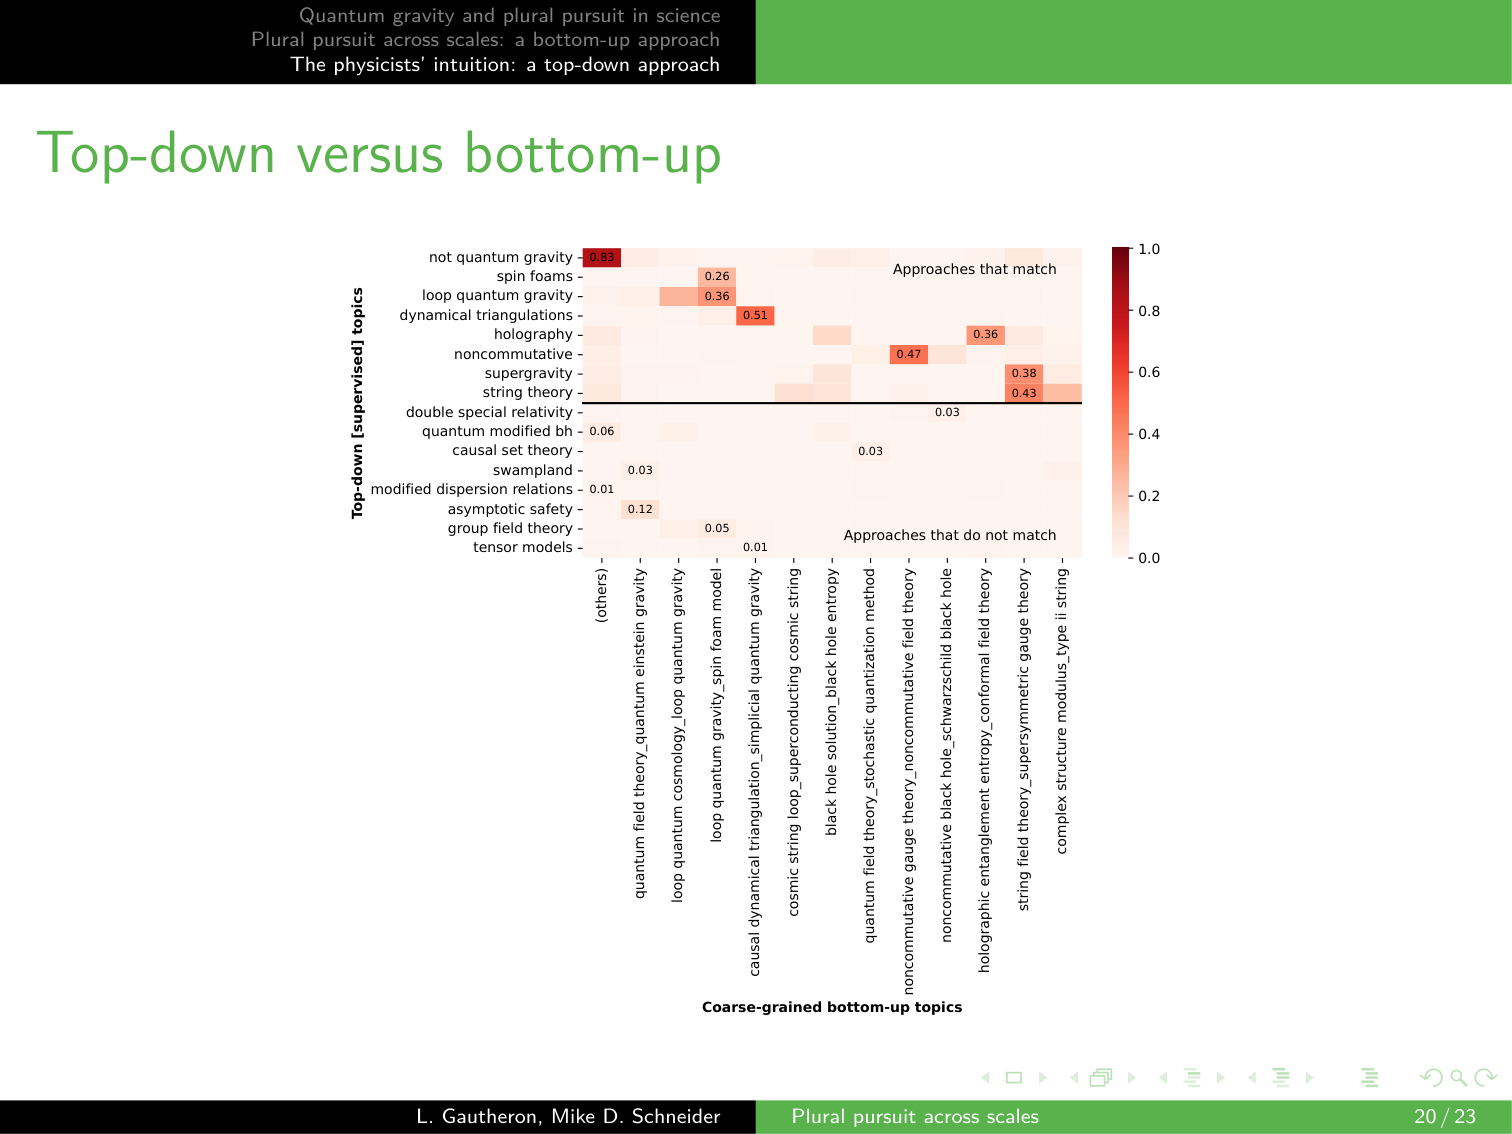 Quantum gravity and plural pursuit in science
Plural pursuit across scales: a bottom-up approach
The physicists' intuition: a top-down approach
Top-down versus bottom-up
Top-down [supervised] topics
not quantum gravity
spin foams
loop quantum gravity
dynamical triangulations
holography
noncommutative
supergravity
string theory
double special relativity
quantum modified bh
causal set theory
swampland
modified dispersion relations
asymptotic safety
group field theory
tensor models
0.83
Approaches that match
0.26
0.36
0.51
0.36
0.47
0.38
0.43
0.03
0.06
0.03
0.03
0.01
0.12
0.05
Approaches that do not match
0.01
1.0
0.8
0.6
0.4
0.2
0.0
(others)
quantum field theory_quantum einstein gravity
loop quantum cosmology_loop quantum gravity
loop quantum gravity_spin foam model
causal dynamical triangulation_simplicial quantum gravity
cosmic string loop_superconducting cosmic string
black hole solution_black hole entropy
quantum field theory_stochastic quantization method
noncommutative gauge theory_noncommutative field theory
noncommutative black hole_schwarzschild black hole
holographic entanglement entropy_conformal field theory
string field theory_supersymmetric gauge theory
complex structure modulus_type ii string
Coarse-grained bottom-up topics
L. Gautheron, Mike D. Schneider
Plural pursuit across scales
20 / 23